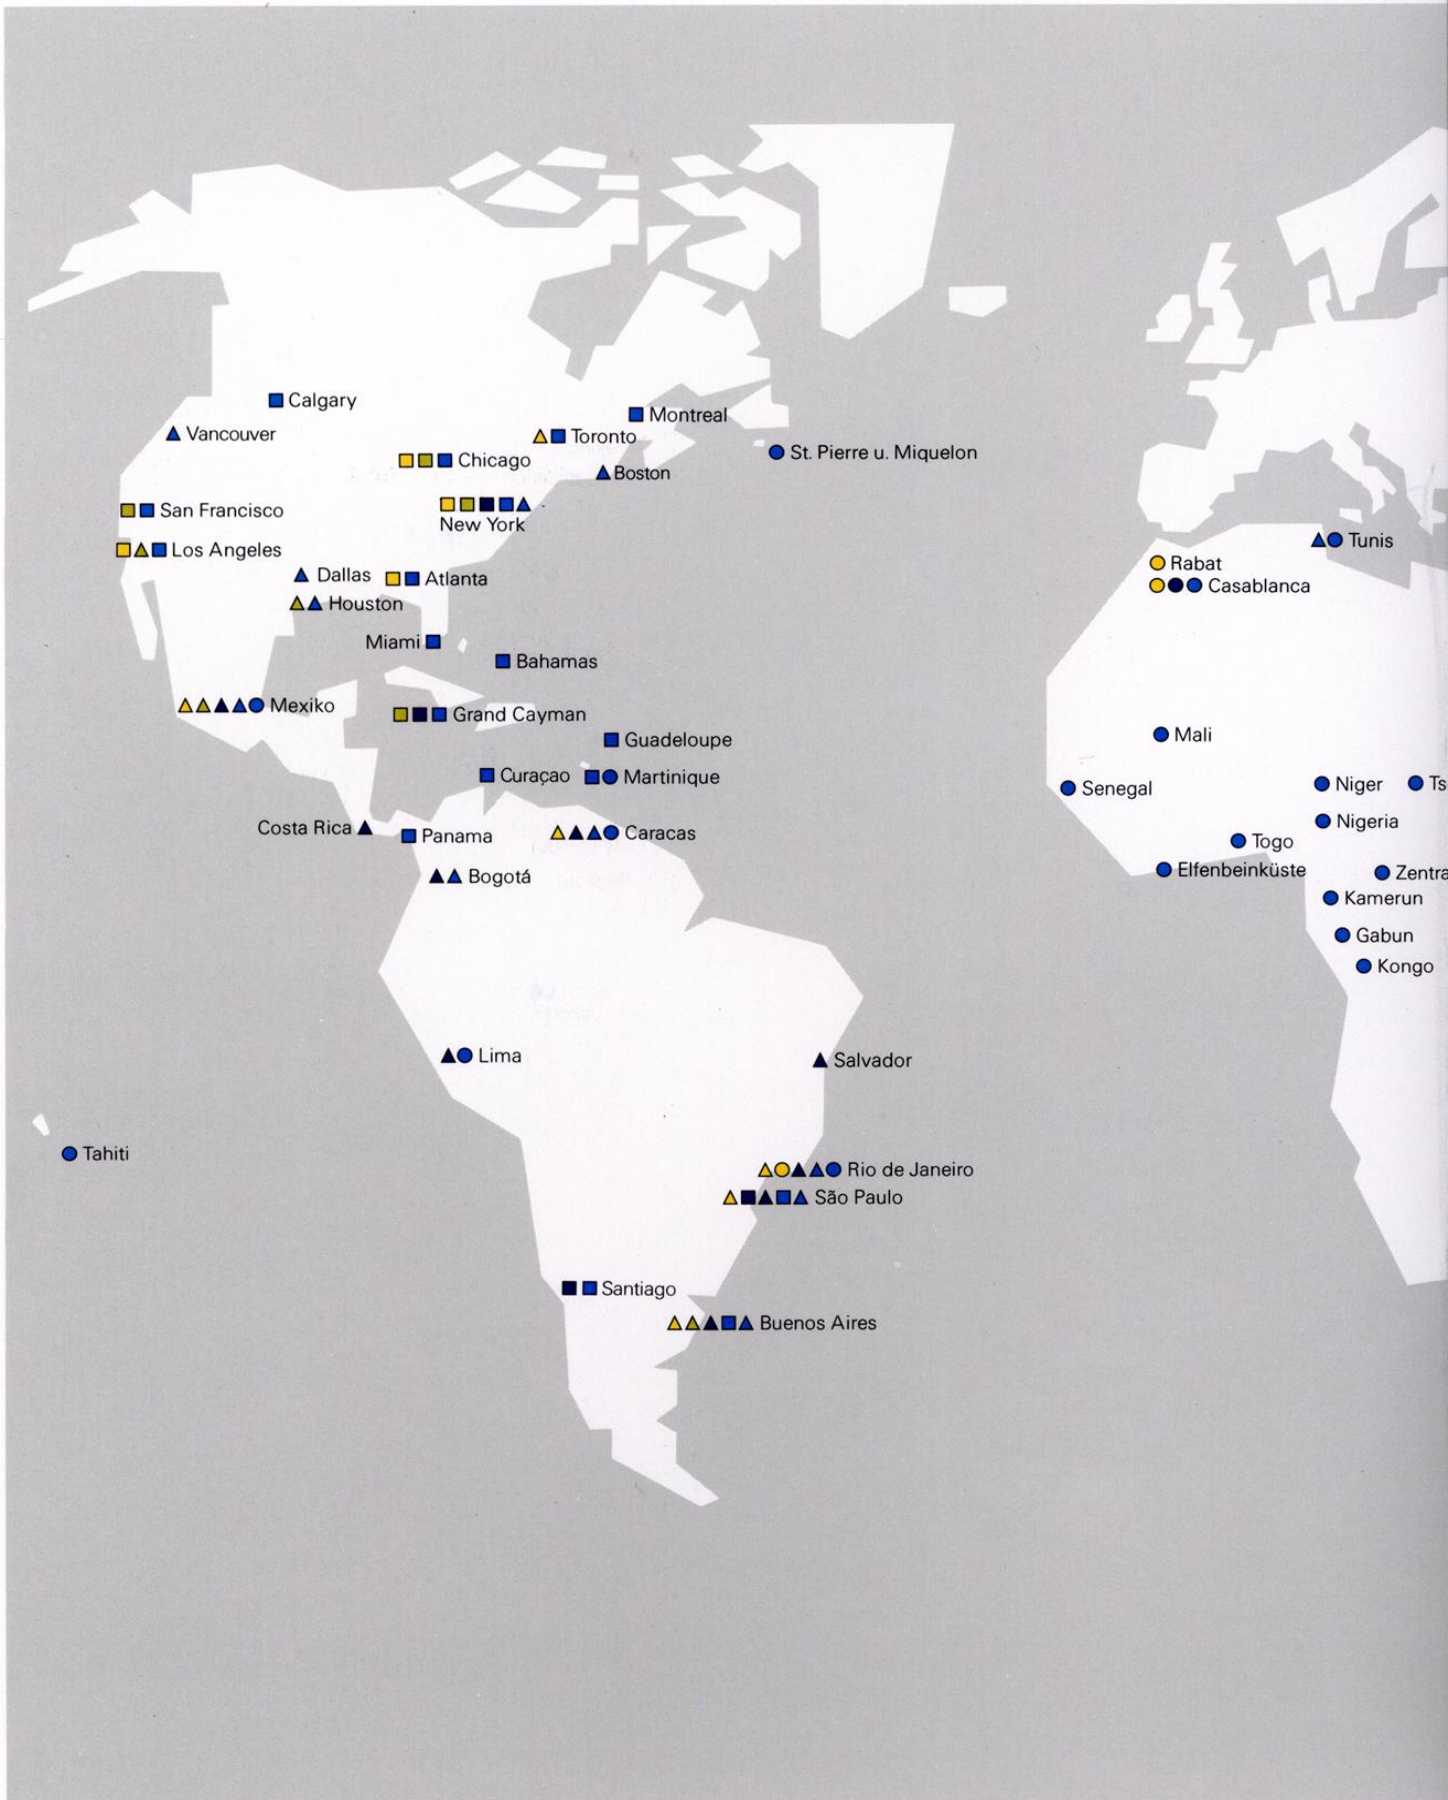 Calgary
Montreal
Vancouver
Toronto
St. Pierre u. Miquelon
Chicago
Boston
San Francisco
New York
Tunis
Los Angeles
Rabat
Dallas
Atlanta
Casablanca
Houston
Miami
Bahamas
Mexiko
Grand Cayman
Mali
Guadeloupe
Curaçao
Martinique
Niger
Ts
Senegal
Nigeria
Costa Rica
Panama
Caracas
Togo
Elfenbeinküste
Zentra
Bogotá
Kamerun
Gabun
Kongo
Lima
Salvador
Tahiti
Rio de Janeiro
São Paulo
Santiago
Buenos Aires